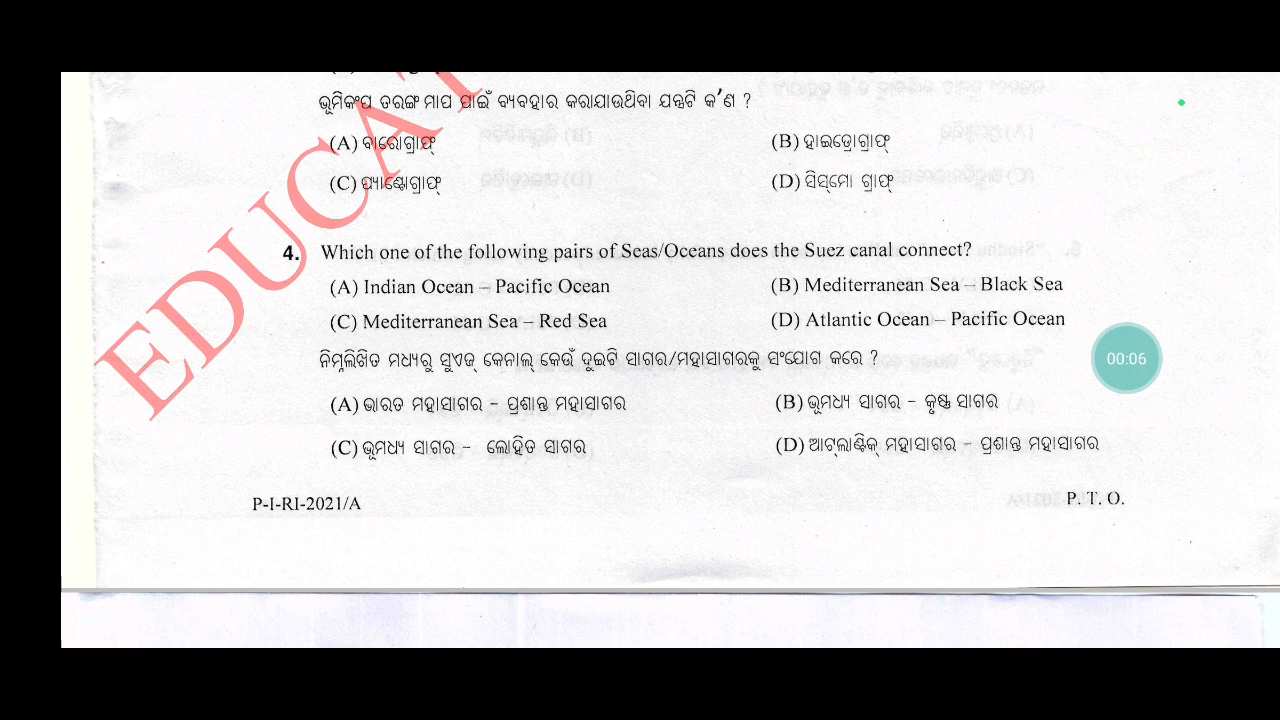 ଭୂମିକଂପ ତରଙ୍ଗ ମାପ ପାଇଁ ବ୍ୟବହାର କରାଯାଉଥିବା ଯନ୍ତ୍ରଟି କ'ଣ ?
(A) ବାରୋଗ୍ରାଫ୍ (B) ହାଇଡ୍ରୋଗ୍ରାଫ୍
(C) ପ୍ୟାଣ୍ଟୋଗ୍ରାଫ୍ (D) ସିସ୍‌ମୋ ଗ୍ରାଫ୍
4. Which one of the following pairs of Seas/Oceans does the Suez canal connect?
(A) Indian Ocean – Pacific Ocean (B) Mediterranean Sea – Black Sea
(C) Mediterranean Sea – Red Sea (D) Atlantic Ocean – Pacific Ocean
ନିମ୍ନଲିଖିତ ମଧ୍ୟରୁ ସୁଏଜ୍ କେନାଲ୍ କେଉଁ ଦୁଇଟି ସାଗର/ମହାସାଗରକୁ ସଂଯୋଗ କରେ ?
(A) ଭାରତ ମହାସାଗର – ପ୍ରଶାନ୍ତ ମହାସାଗର (B) ଭୂମଧ୍ୟ ସାଗର – କୃଷ୍ଣ ସାଗର
(C) ଭୂମଧ୍ୟ ସାଗର – ଲୋହିତ ସାଗର (D) ଆଟ୍‌ଲାଣ୍ଟିକ୍ ମହାସାଗର – ପ୍ରଶାନ୍ତ ମହାସାଗର
P-I-RI-2021/A P. T. O.
00:06
EDUCAT